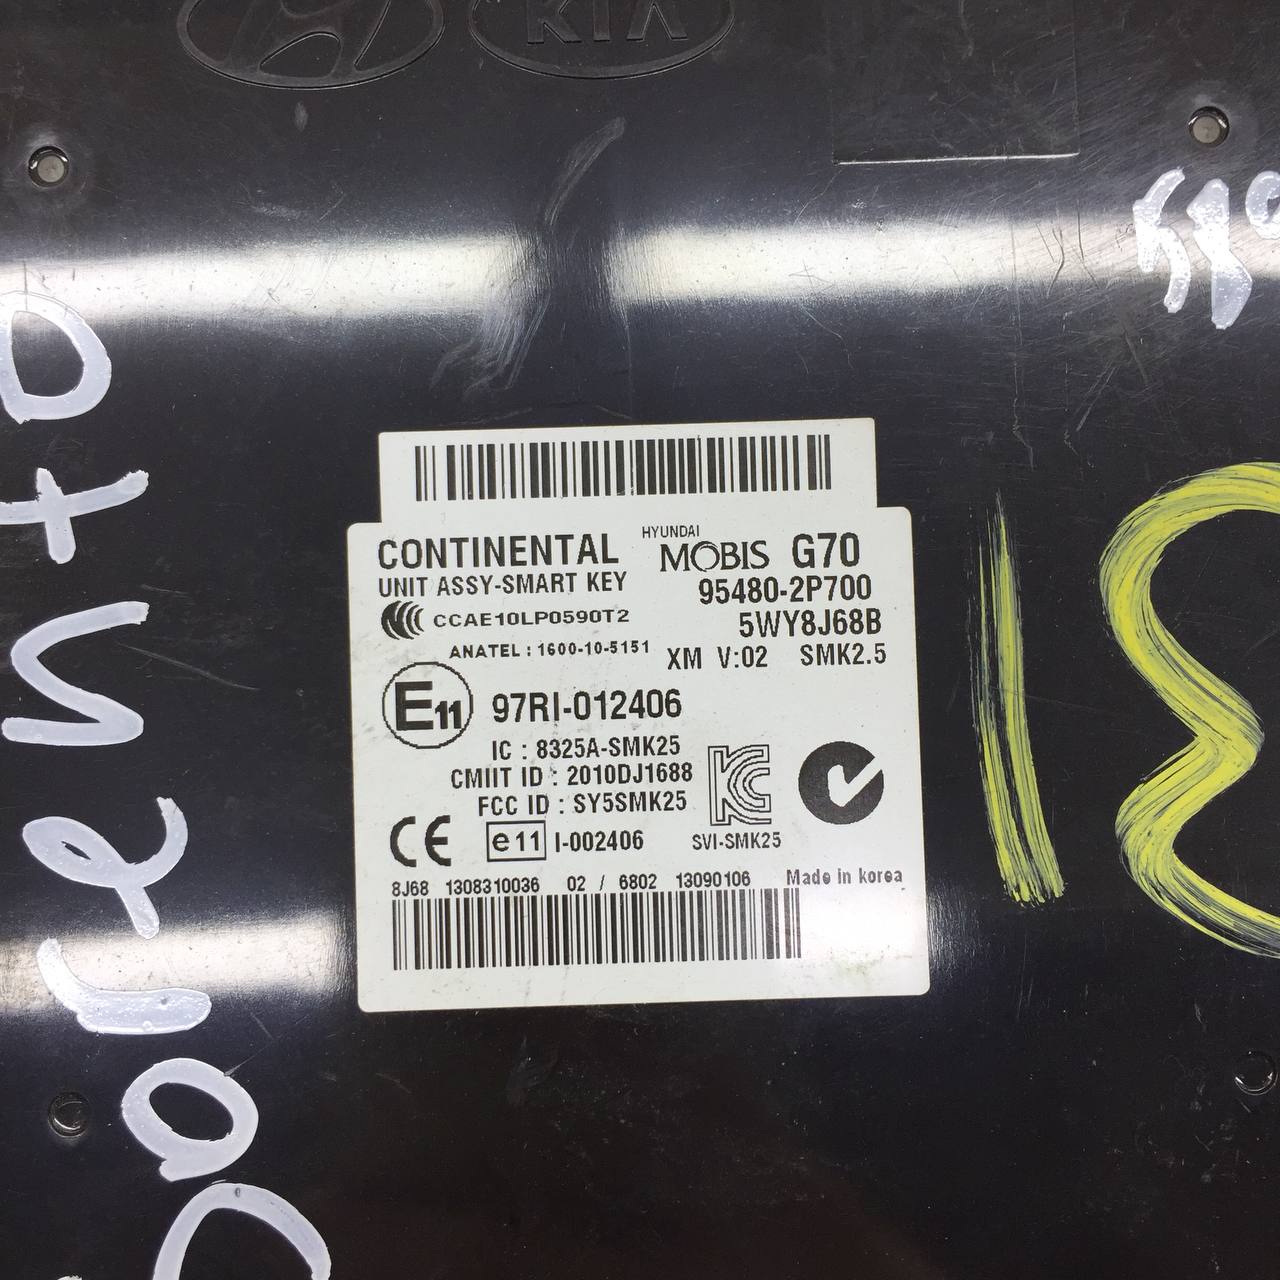 KIA
CONTINENTAL
HYUNDAI
MOBIS G70
UNIT ASSY-SMART KEY
95480-2P700
CCAE10LP0590T2
5WY8J68B
ANATEL : 1600-10-5151
XM V:02 SMK2.5
E11 97RI-012406
IC : 8325A-SMK25
CMIIT ID : 2010DJ1688
FCC ID : SY5SMK25
CE e11 I-002406
KC
SVI-SMK25
8J68 1308310036 02 / 6802 13090106 Made in korea